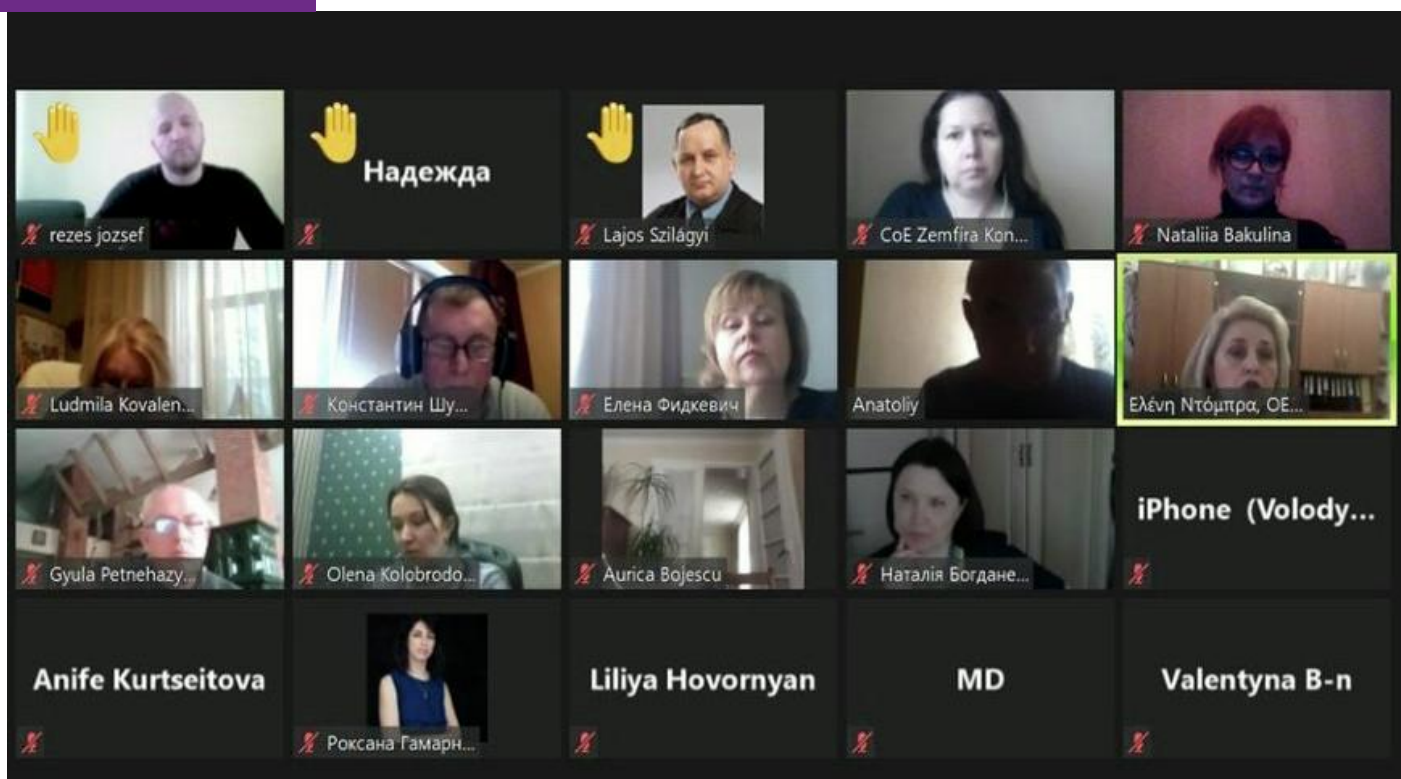 rezes jozsef
Надежда
Lajos Szilágyi
CoE Zemfira Kon...
Nataliia Bakulina
Ludmila Kovalen...
Константин Шу...
Елена Фидкевич
Anatoliy
Ελένη Ντόμπρα, ΟΕ...
Gyula Petnehazy...
Olena Kolobrodo...
Aurica Bojescu
Наталія Богдане...
iPhone (Volody...
Anife Kurtseitova
Роксана Гамарн...
Liliya Hovornyan
MD
Valentyna B-n